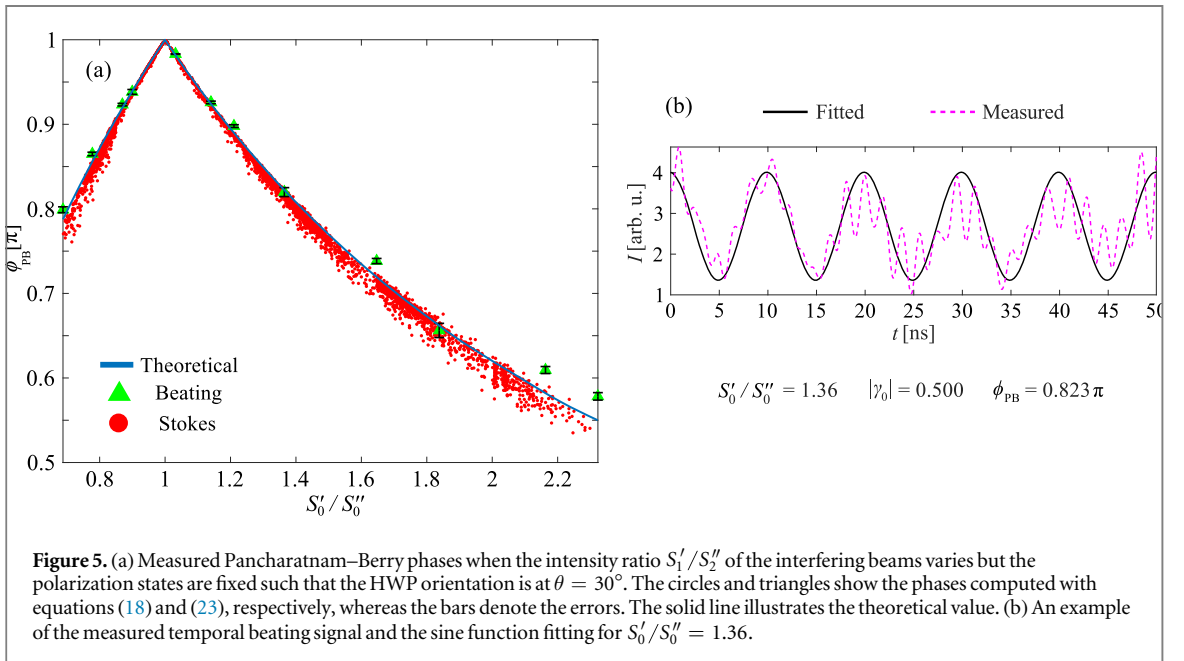 (a)
1
0.9
0.8
0.7
0.6
0.5
ϕPB [π]
0.8 1 1.2 1.4 1.6 1.8 2 2.2
S′0 / S″0
Theoretical
Beating
Stokes
(b)
Fitted Measured
4
3
2
1
I [arb. u.]
0 5 10 15 20 25 30 35 40 45 50
t [ns]
S′0 / S″0 = 1.36 |γ0| = 0.500 ϕPB = 0.823 π
Figure 5. (a) Measured Pancharatnam–Berry phases when the intensity ratio S′1/S″2 of the interfering beams varies but the
polarization states are fixed such that the HWP orientation is at θ = 30°. The circles and triangles show the phases computed with
equations (18) and (23), respectively, whereas the bars denote the errors. The solid line illustrates the theoretical value. (b) An example
of the measured temporal beating signal and the sine function fitting for S′0/S″0 = 1.36.